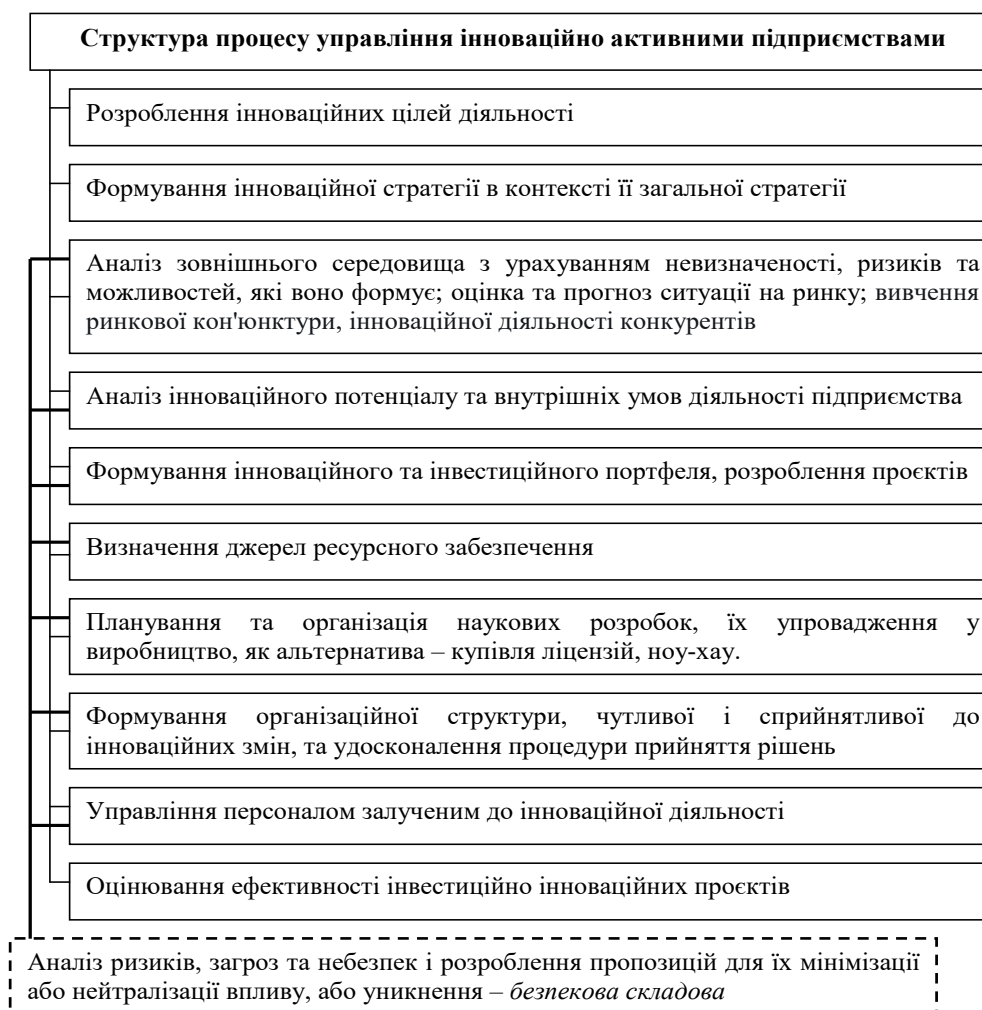 Структура процесу управління інноваційно активними підприємствами
Розроблення інноваційних цілей діяльності
Формування інноваційної стратегії в контексті її загальної стратегії
Аналіз зовнішнього середовища з урахуванням невизначеності, ризиків та
можливостей, які воно формує; оцінка та прогноз ситуації на ринку; вивчення
ринкової кон'юнктури, інноваційної діяльності конкурентів
Аналіз інноваційного потенціалу та внутрішніх умов діяльності підприємства
Формування інноваційного та інвестиційного портфеля, розроблення проєктів
Визначення джерел ресурсного забезпечення
Планування та організація наукових розробок, їх упровадження у
виробництво, як альтернатива – купівля ліцензій, ноу-хау.
Формування організаційної структури, чутливої і сприйнятливої до
інноваційних змін, та удосконалення процедури прийняття рішень
Управління персоналом залученим до інноваційної діяльності
Оцінювання ефективності інвестиційно інноваційних проєктів
Аналіз ризиків, загроз та небезпек і розроблення пропозицій для їх мінімізації
або нейтралізації впливу, або уникнення – безпекова складова